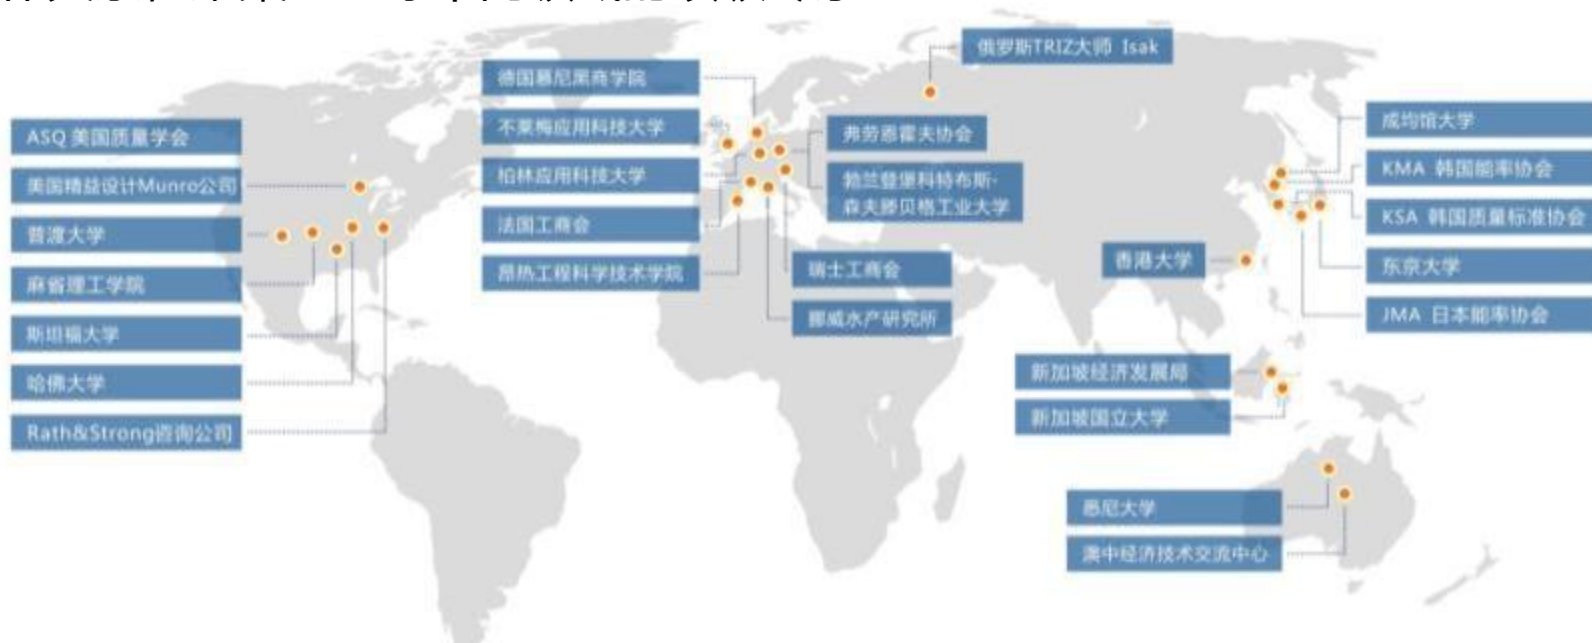 ASQ 美国质量学会
美国精益设计Munro公司
普渡大学
麻省理工学院
斯坦福大学
哈佛大学
Rath&Strong咨询公司
德国慕尼黑商学院
不莱梅应用科技大学
柏林应用科技大学
法国工商会
昂热工程科学技术学院
俄罗斯TRIZ大师 Isak
弗劳恩霍夫协会
勃兰登堡科特布斯-
森夫滕贝格工业大学
瑞士工商会
挪威水产研究所
香港大学
新加坡经济发展局
新加坡国立大学
悉尼大学
澳中经济技术交流中心
成均馆大学
KMA 韩国能率协会
KSA 韩国质量标准协会
东京大学
JMA 日本能率协会